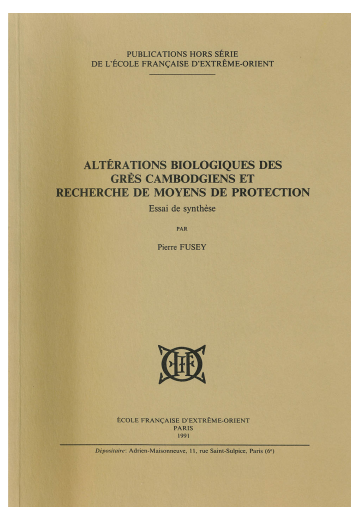 PUBLICATIONS HORS SÉRIE
DE L'ÉCOLE FRANÇAISE D'EXTRÊME-ORIENT
ALTÉRATIONS BIOLOGIQUES DES
GRÈS CAMBODGIENS ET
RECHERCHE DE MOYENS DE PROTECTION
Essai de synthèse
PAR
Pierre FUSEY
ÉCOLE FRANÇAISE D'EXTRÊME-ORIENT
PARIS
1991
Dépositaire: Adrien-Maisonneuve, 11, rue Saint-Sulpice, Paris (6e)